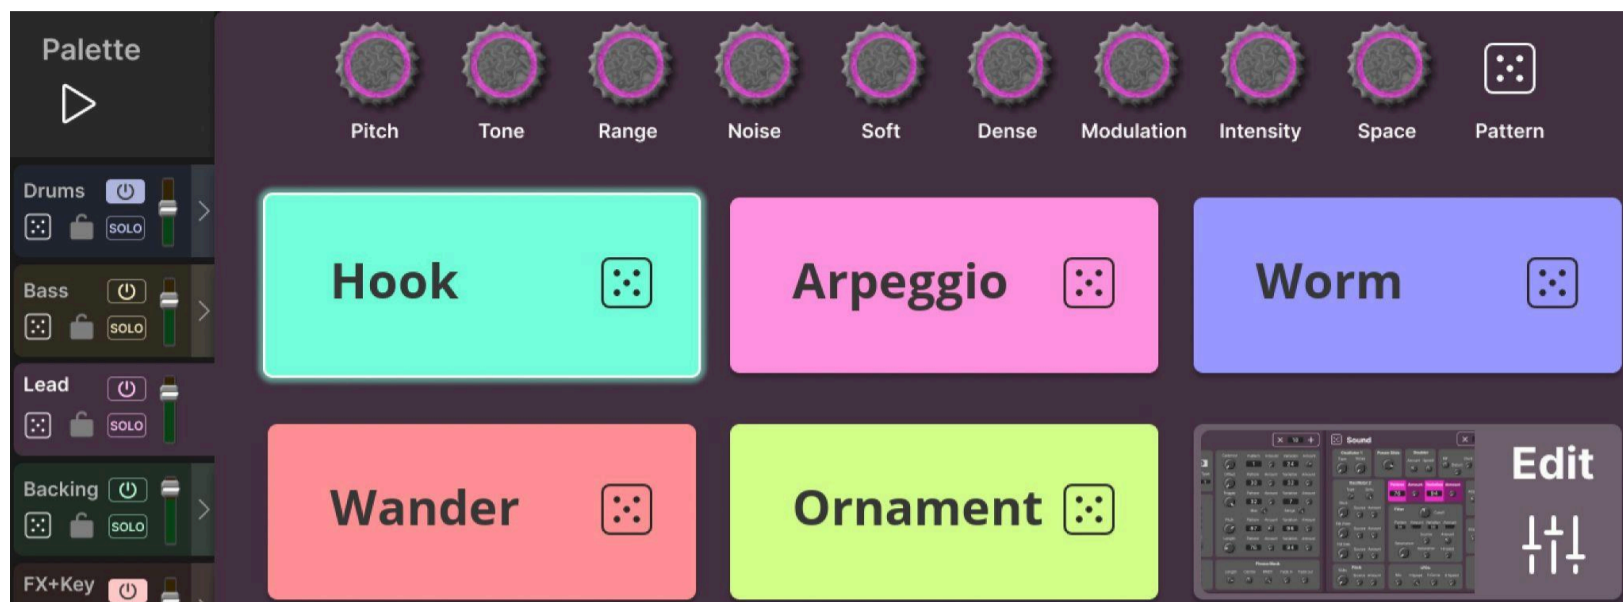 Palette
Pitch Tone Range Noise Soft Dense Modulation Intensity Space Pattern
Drums
SOLO
Bass
SOLO
Lead
SOLO
Backing
SOLO
FX+Key
Hook Arpeggio Worm
Wander Ornament Edit
Sound